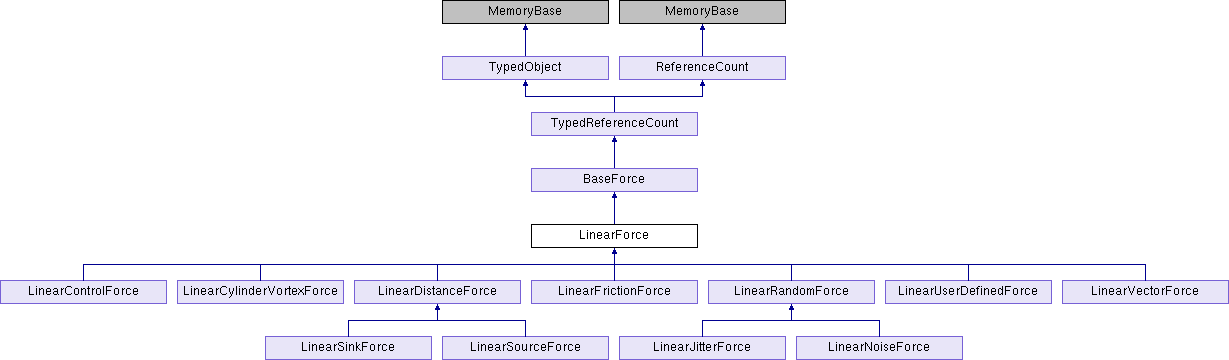 MemoryBase
MemoryBase
TypedObject
ReferenceCount
TypedReferenceCount
BaseForce
LinearForce
LinearControlForce
LinearCylinderVortexForce
LinearDistanceForce
LinearFrictionForce
LinearRandomForce
LinearUserDefinedForce
LinearVectorForce
LinearSinkForce
LinearSourceForce
LinearJitterForce
LinearNoiseForce